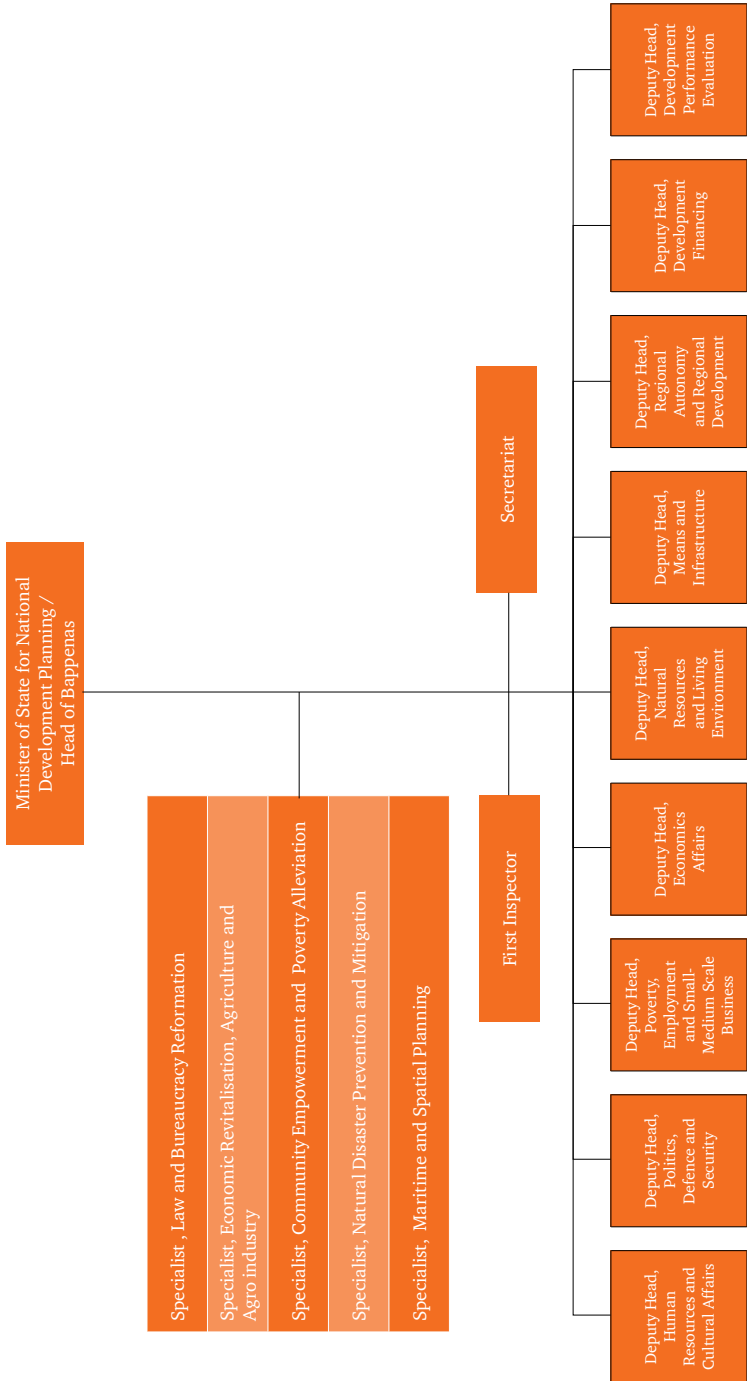 Minister of State for National
Development Planning /
Head of Bappenas
Specialist , Law and Bureaucracy Reformation
Specialist, Economic Revitalisation, Agriculture and
Agro industry
Specialist, Community Empowerment and Poverty Alleviation
Specialist, Natural Disaster Prevention and Mitigation
Specialist, Maritime and Spatial Planning
First Inspector
Secretariat
Deputy Head,
Human
Resources and
Cultural Affairs
Deputy Head,
Politics,
Defence and
Security
Deputy Head,
Poverty,
Employment
and Small-
Medium Scale
Business
Deputy Head,
Economics
Affairs
Deputy Head,
Natural
Resources
and Living
Environment
Deputy Head,
Means and
Infrastructure
Deputy Head,
Regional
Autonomy
and Regional
Development
Deputy Head,
Development
Financing
Deputy Head,
Development
Performance
Evaluation